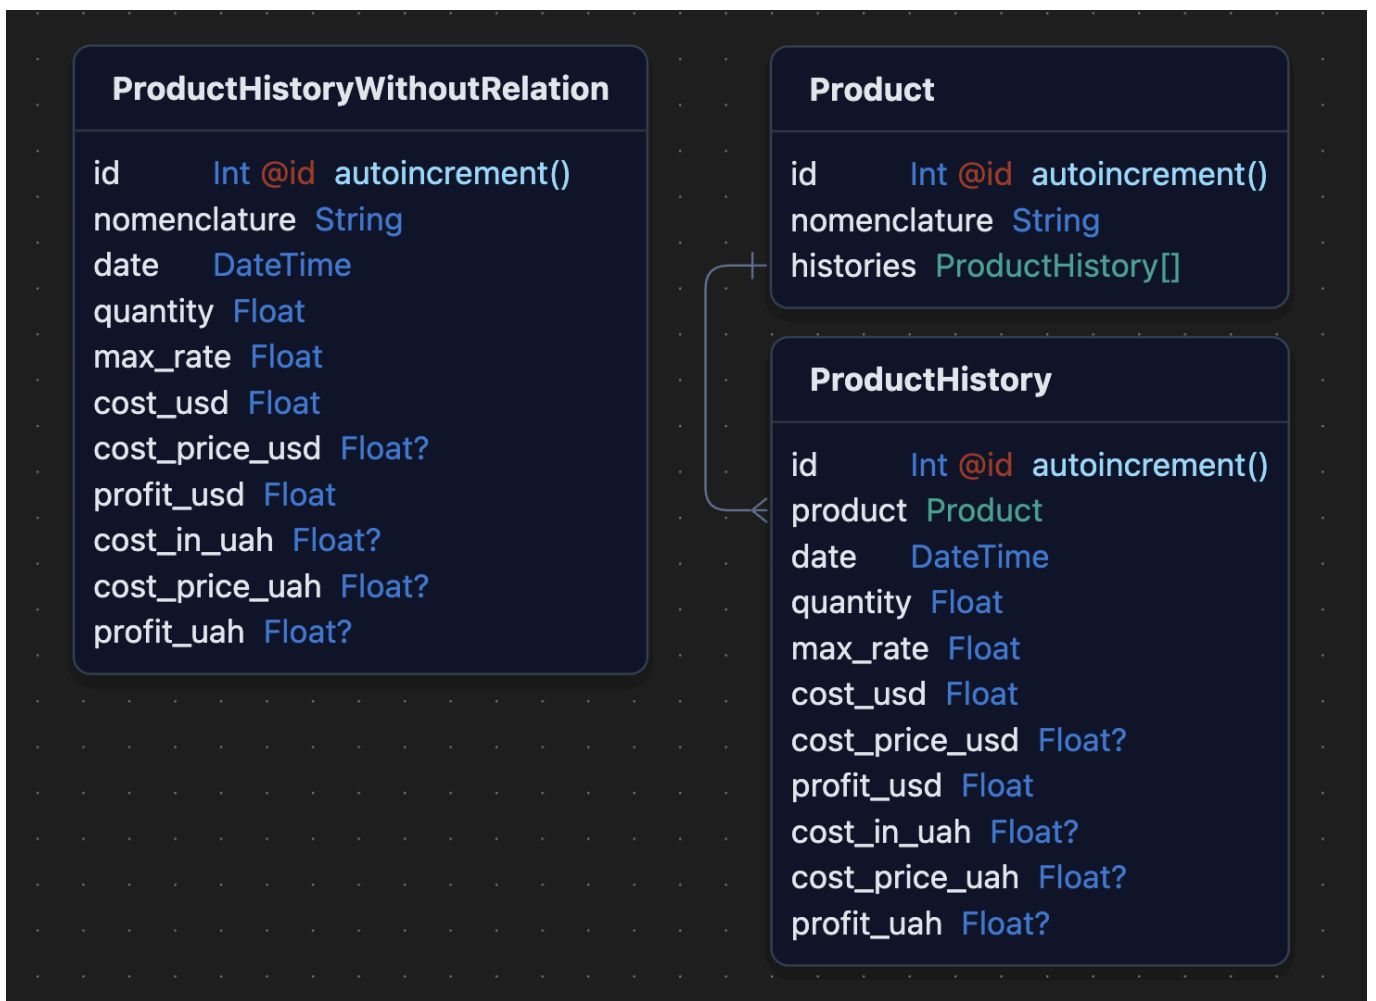 ProductHistoryWithoutRelation
id Int @id autoincrement()
nomenclature String
date DateTime
quantity Float
max_rate Float
cost_usd Float
cost_price_usd Float?
profit_usd Float
cost_in_uah Float?
cost_price_uah Float?
profit_uah Float?
Product
id Int @id autoincrement()
nomenclature String
histories ProductHistory[]
ProductHistory
id Int @id autoincrement()
product Product
date DateTime
quantity Float
max_rate Float
cost_usd Float
cost_price_usd Float?
profit_usd Float
cost_in_uah Float?
cost_price_uah Float?
profit_uah Float?